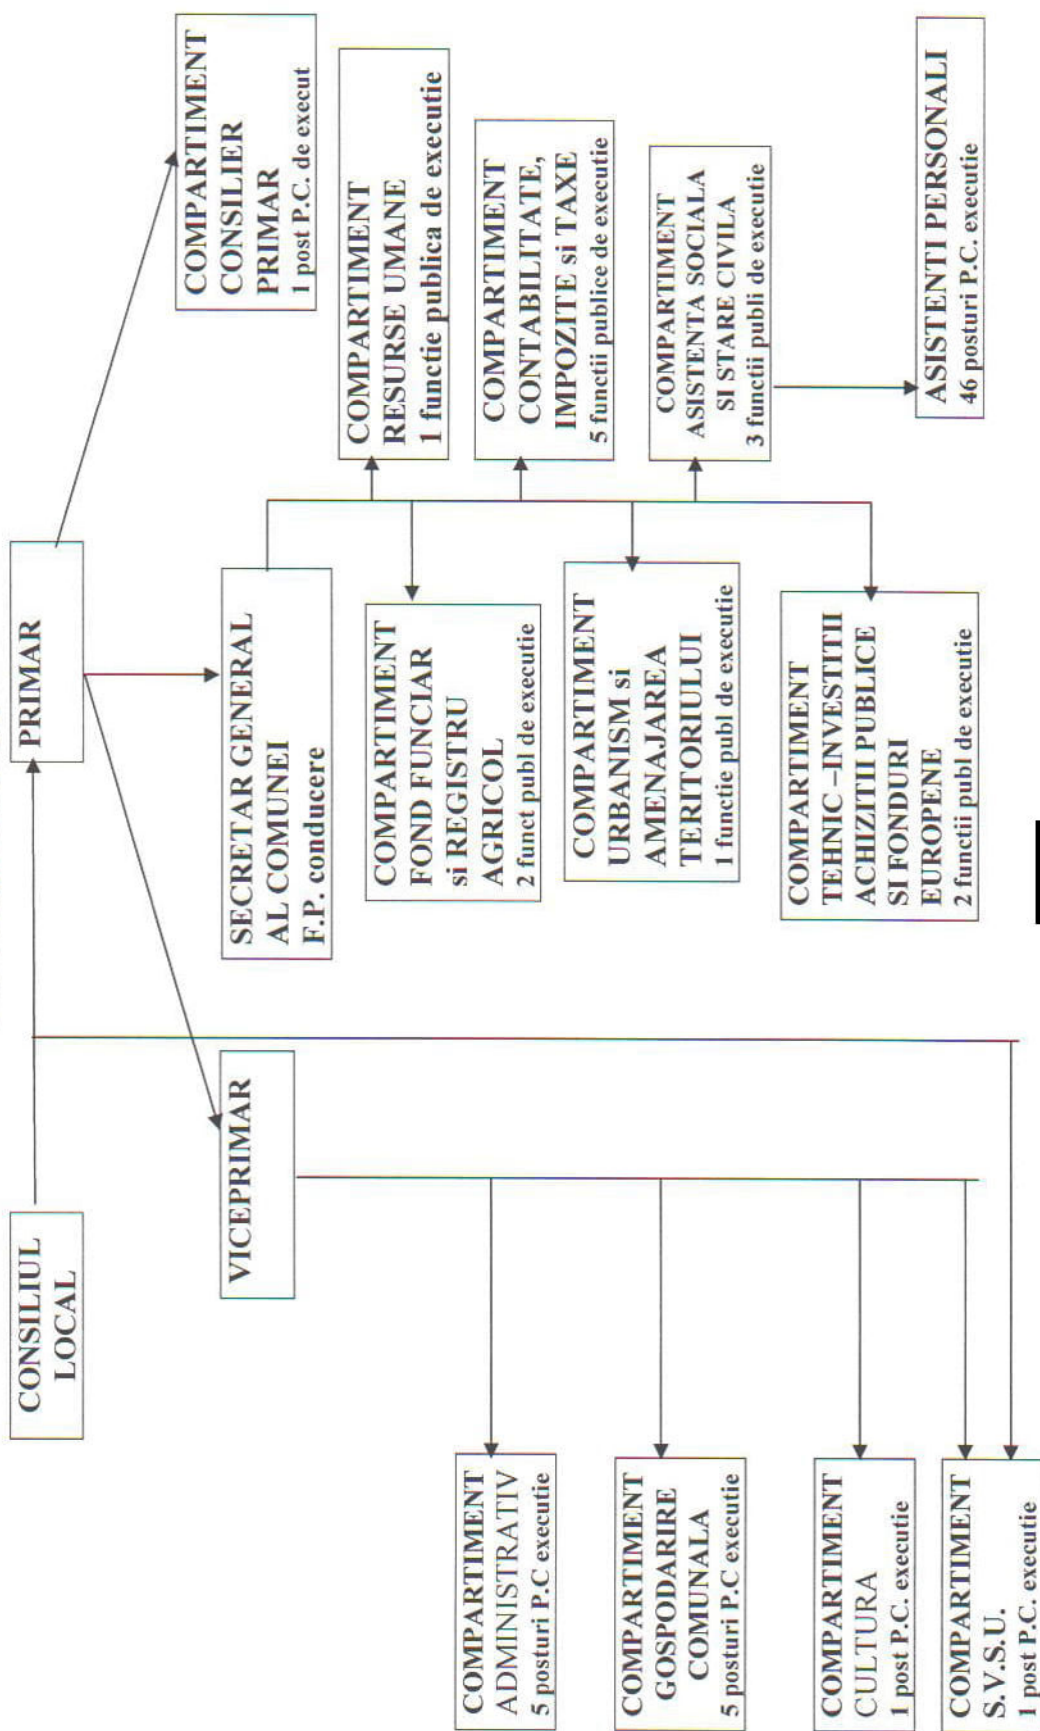 CONSILIUL
LOCAL
PRIMAR
VICEPRIMAR
SECRETAR GENERAL
AL COMUNEI
F.P. conducere
COMPARTIMENT
CONSILIER
PRIMAR
1 post P.C. de execut
COMPARTIMENT
RESURSE UMANE
1 functie publica de executie
COMPARTIMENT
FOND FUNCIAR
si REGISTRU
AGRICOL
2 funct publ de executie
COMPARTIMENT
CONTABILITATE,
IMPOZITE si TAXE
5 functii publice de executie
COMPARTIMENT
URBANISM si
AMENAJAREA
TERITORIULUI
1 functie publ de executie
COMPARTIMENT
ASISTENTA SOCIALA
SI STARE CIVILA
3 functii publi de executie
COMPARTIMENT
TEHNIC –INVESTITII
ACHIZITII PUBLICE
SI FONDURI
EUROPENE
2 functii publ de executie
ASISTENTI PERSONALI
46 posturi P.C. executie
COMPARTIMENT
ADMINISTRATIV
5 posturi P.C executie
COMPARTIMENT
GOSPODARIRE
COMUNALA
5 posturi P.C executie
COMPARTIMENT
CULTURA
1 post P.C. executie
COMPARTIMENT
S.V.S.U.
1 post P.C. executie